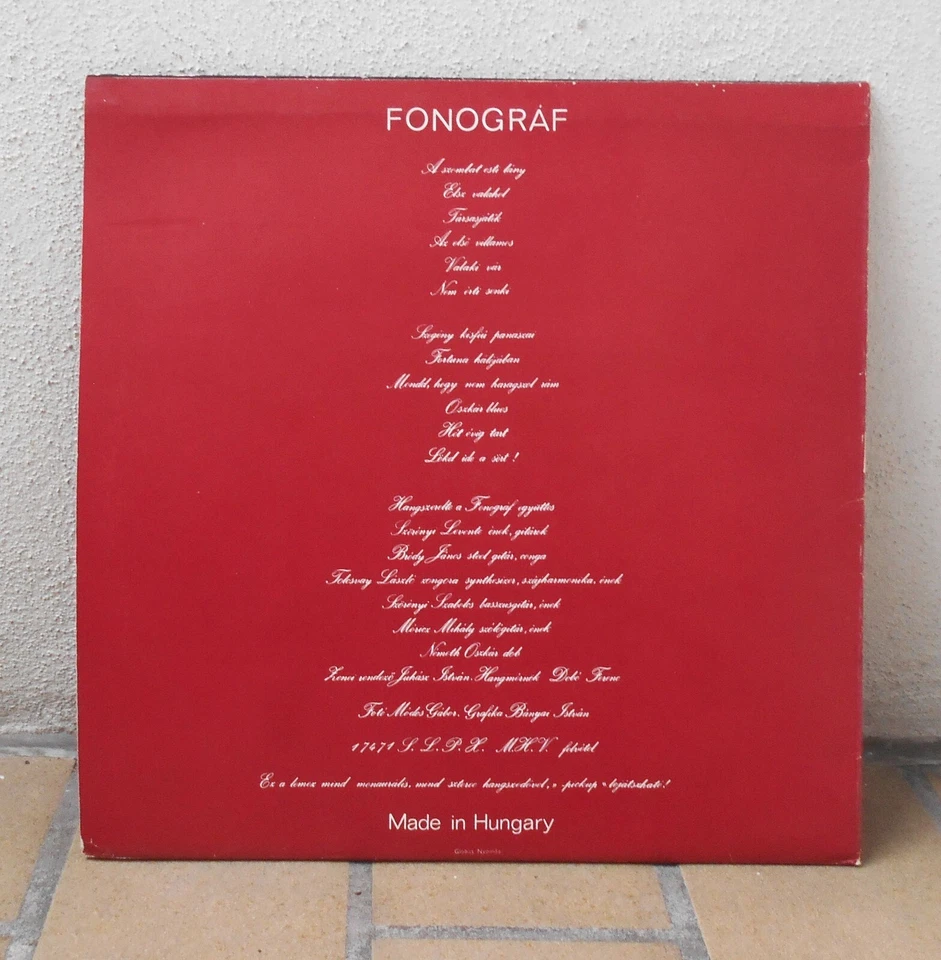 FONOGRÁF
A szombat esti lány
Élsz valahol
Társasjáték
Az első villamos
Valaki vár
Nem érti senki
Szegény kisfiú panaszai
Fortuna hálójában
Mondd, hogy nem haragszol rám
Oszkár blues
Hét évig tart
Lökd ide a sört!
Hangszerelte a Fonográf együttes
Szörényi Levente ének, gitárok
Bródy János steel gitár, conga
Tolcsvay László zongora synthesizer, szájharmonika, ének
Szörényi Szabolcs basszusgitár, ének
Móricz Mihály szólógitár, ének
Németh Oszkár dob
Zenei rendező Juhász István. Hangmérnök Dobó Ferenc
Fotó Módos Gábor. Grafika Bányai István
17471 S. L. P. X. M. H. V. felvétel
Ez a lemez mind monaurális, mind sztereo hangszedővel, » -pick-up « lejátszható!
Made in Hungary